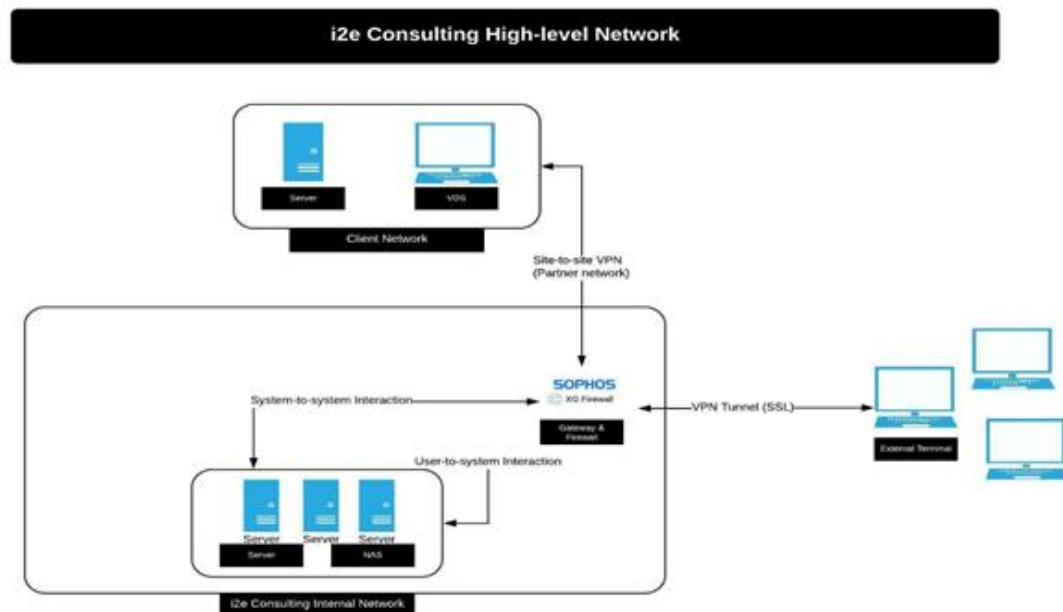 i2e Consulting High-level Network
Server
VDS
Client Network
Site-to-site VPN
(Partner network)
SOPHOS
XG Firewall
System-to-system Interaction
Gateway &
Firewall
VPN Tunnel (SSL)
External Terminal
User-to-system Interaction
Server
Server
Server
Server
NAS
i2e Consulting Internal Network